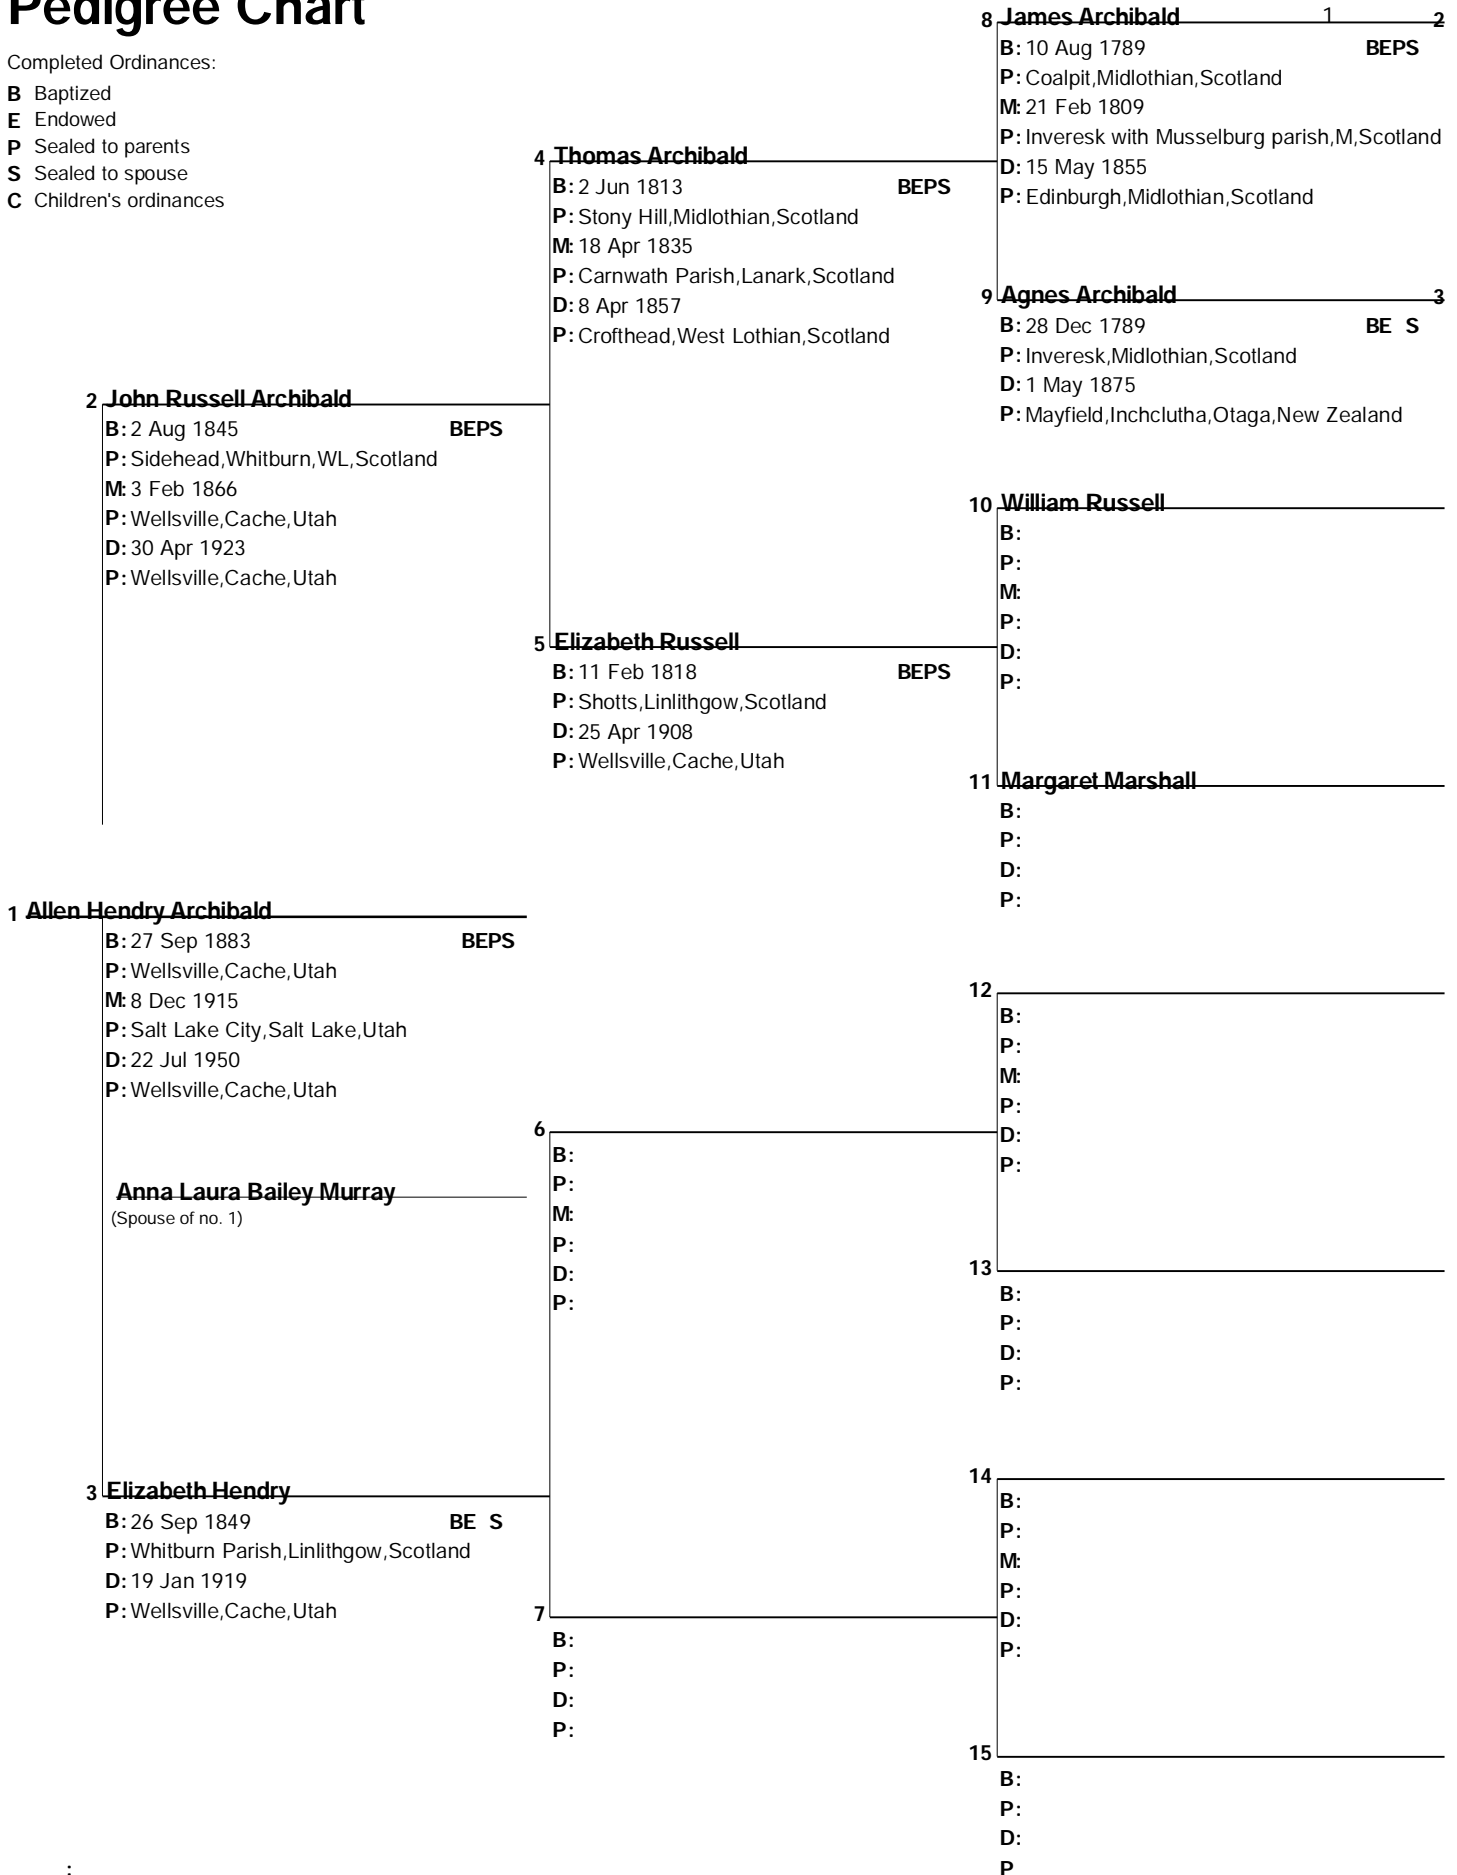 Pedigree Chart
Completed Ordinances:
B Baptized
E Endowed
P Sealed to parents
S Sealed to spouse
C Children's ordinances
8 James Archibald 1 2
B: 10 Aug 1789 BEPS
P: Coalpit,Midlothian,Scotland
M: 21 Feb 1809
P: Inveresk with Musselburg parish,M,Scotland
D: 15 May 1855
P: Edinburgh,Midlothian,Scotland
4 Thomas Archibald
B: 2 Jun 1813 BEPS
P: Stony Hill,Midlothian,Scotland
M: 18 Apr 1835
P: Carnwath Parish,Lanark,Scotland
D: 8 Apr 1857
P: Crofthead,West Lothian,Scotland
9 Agnes Archibald 3
B: 28 Dec 1789 BE S
P: Inveresk,Midlothian,Scotland
D: 1 May 1875
P: Mayfield,Inchclutha,Otaga,New Zealand
2 John Russell Archibald
B: 2 Aug 1845 BEPS
P: Sidehead,Whitburn,WL,Scotland
M: 3 Feb 1866
P: Wellsville,Cache,Utah
D: 30 Apr 1923
P: Wellsville,Cache,Utah
10 William Russell
B:
P:
M:
P:
D:
P:
5 Elizabeth Russell
B: 11 Feb 1818 BEPS
P: Shotts,Linlithgow,Scotland
D: 25 Apr 1908
P: Wellsville,Cache,Utah
11 Margaret Marshall
B:
P:
D:
P:
1 Allen Hendry Archibald
B: 27 Sep 1883 BEPS
P: Wellsville,Cache,Utah
M: 8 Dec 1915
P: Salt Lake City,Salt Lake,Utah
D: 22 Jul 1950
P: Wellsville,Cache,Utah
12
B:
P:
M:
P:
D:
P:
6
B:
P:
M:
P:
D:
P:
Anna Laura Bailey Murray
(Spouse of no. 1)
13
B:
P:
D:
P:
3 Elizabeth Hendry
B: 26 Sep 1849 BE S
P: Whitburn Parish,Linlithgow,Scotland
D: 19 Jan 1919
P: Wellsville,Cache,Utah
14
B:
P:
M:
P:
D:
P:
7
B:
P:
D:
P:
15
B:
P:
D:
P
: